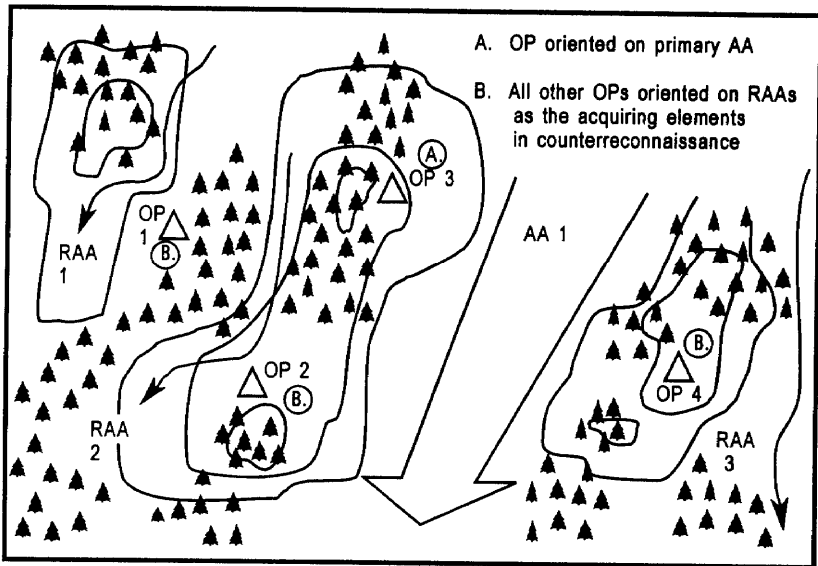 A. OP oriented on primary AA
B. All other OPs oriented on RAAs
as the acquiring elements
in counterreconnaissance
A.
OP 3
OP
1
B.
RAA
1
AA 1
OP 2
B.
RAA
2
B.
OP 4
RAA
3